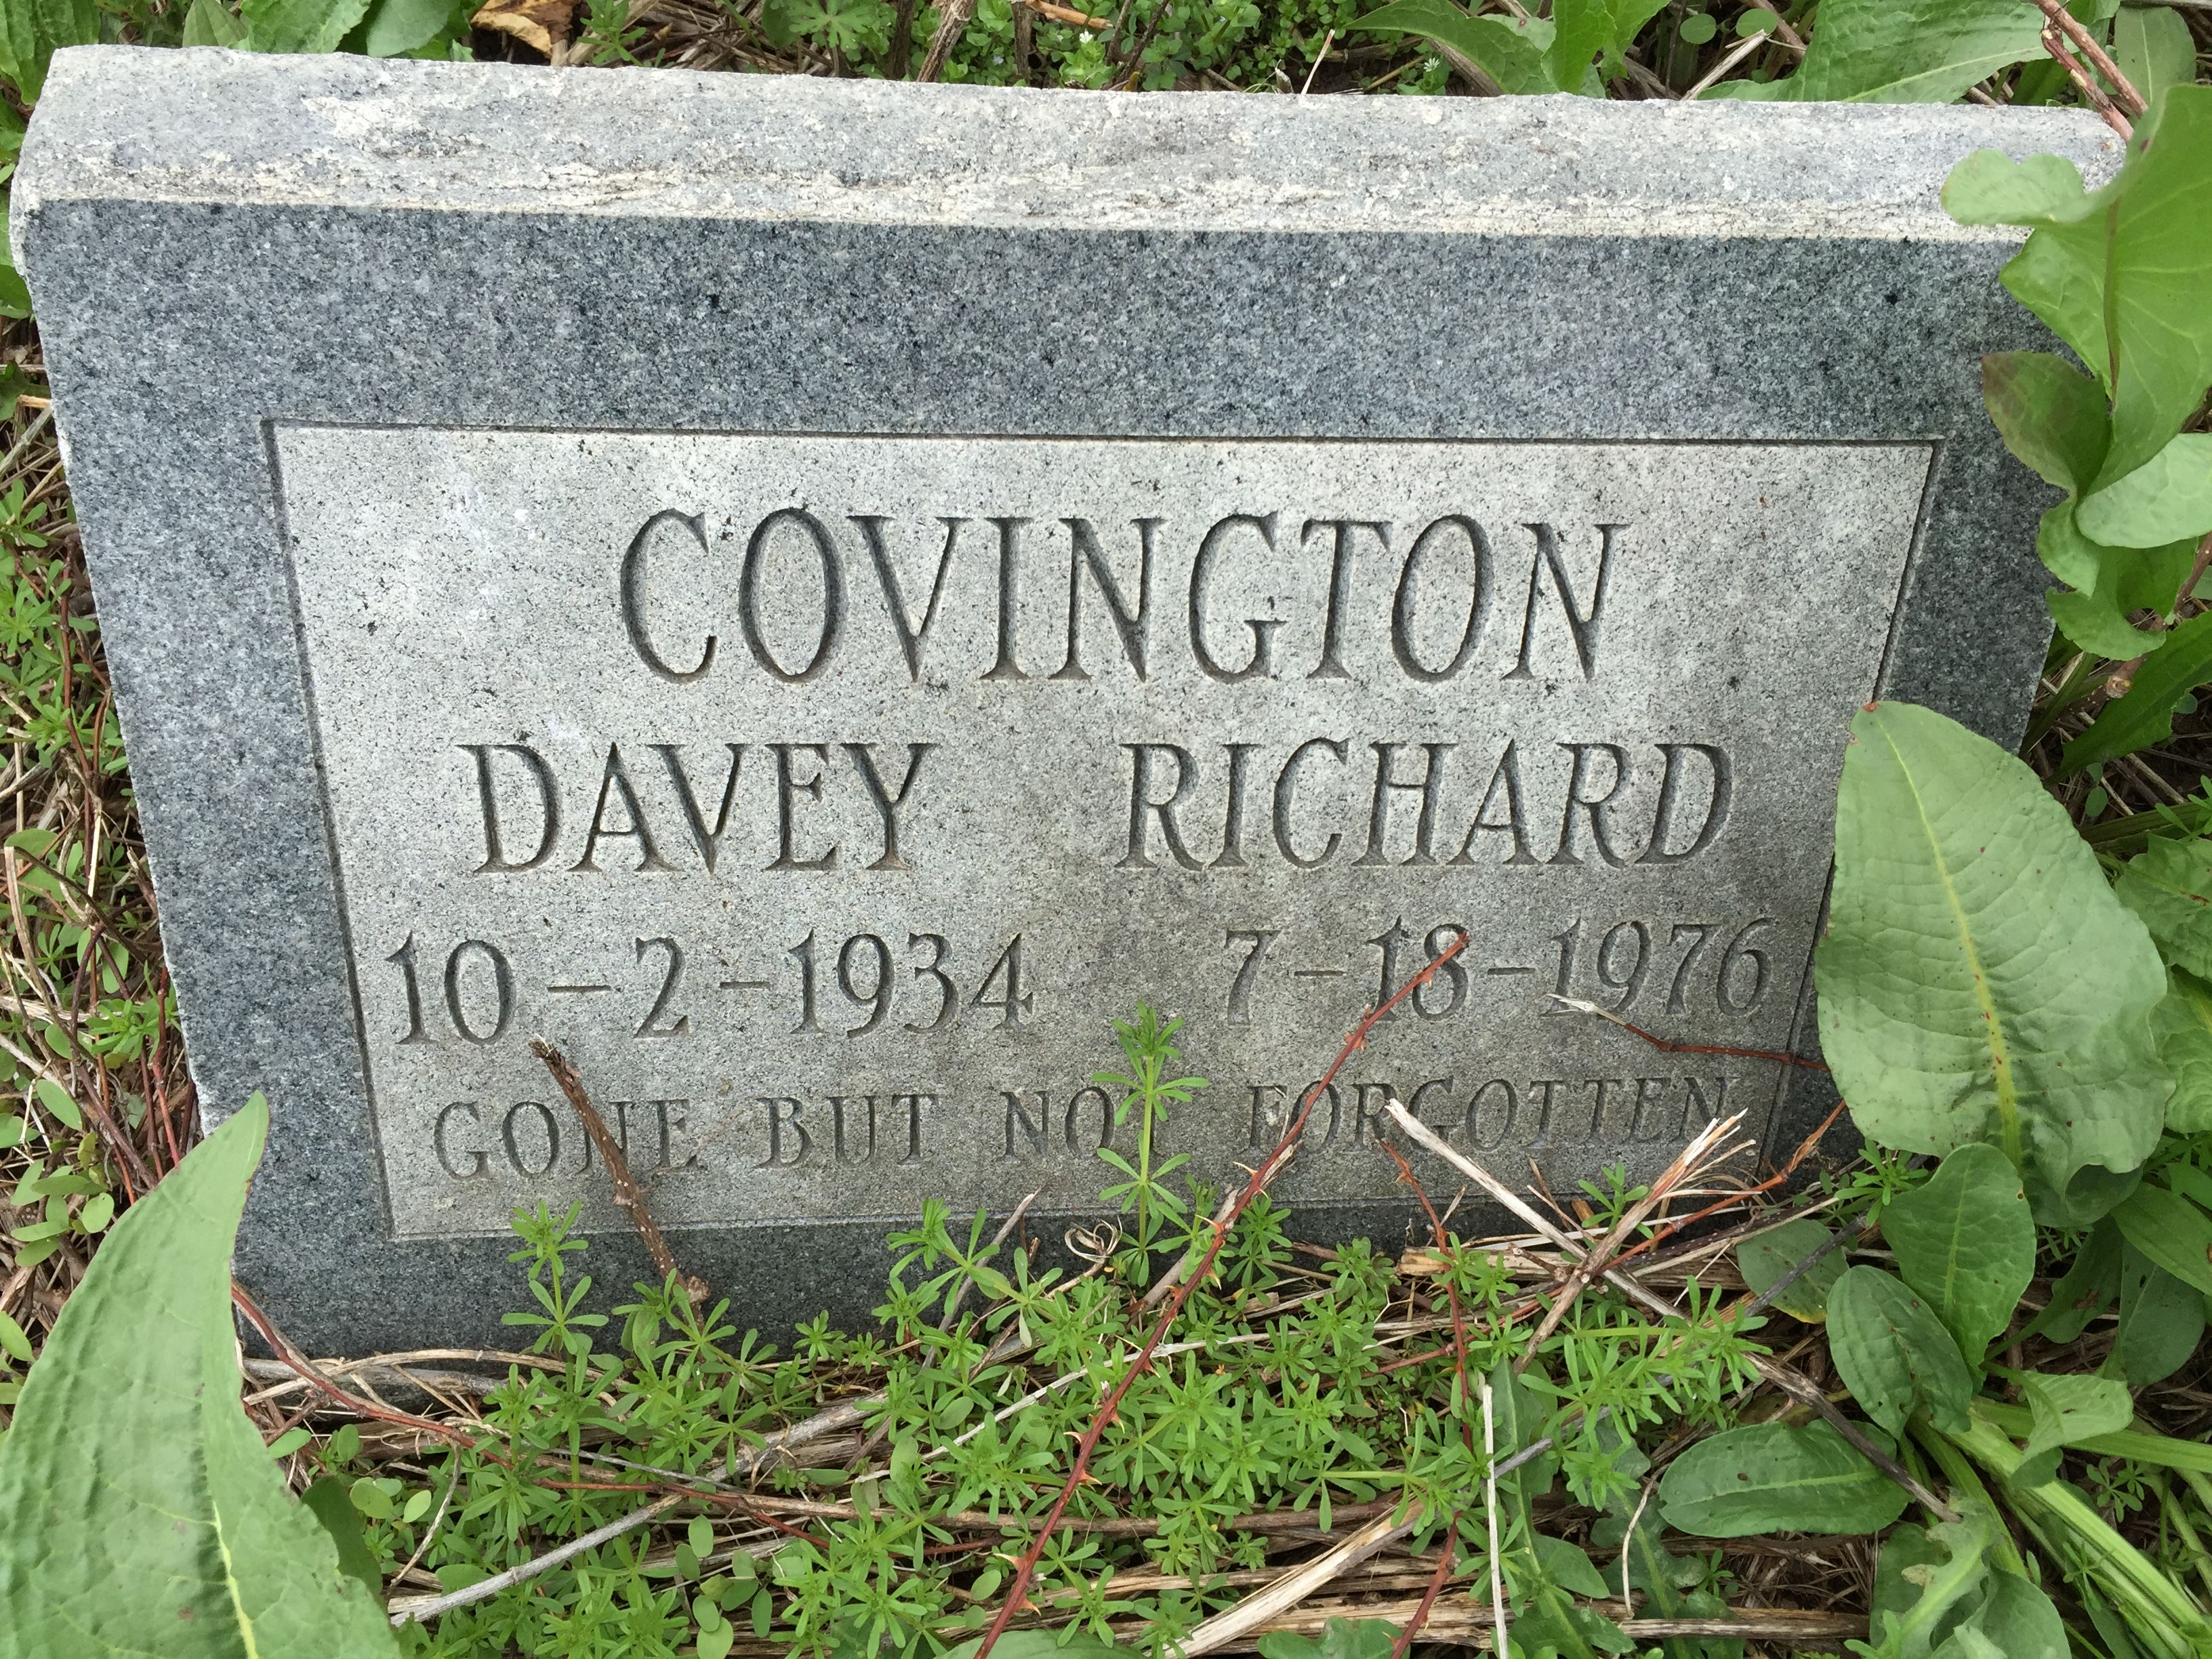 COVINGTON
DAVEY RICHARD
10-2-1934 7-18-1976
GONE BUT NOT FORGOTTEN